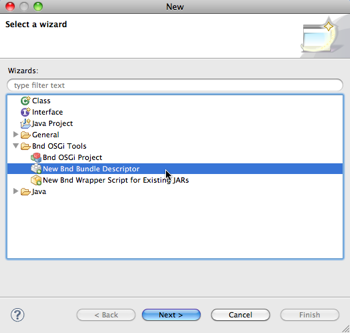 New
Select a wizard
Wizards:
type filter text
Class
Interface
Java Project
General
Bnd OSGi Tools
Bnd OSGi Project
New Bnd Bundle Descriptor
New Bnd Wrapper Script for Existing JARs
Java
?
< Back
Next >
Cancel
Finish